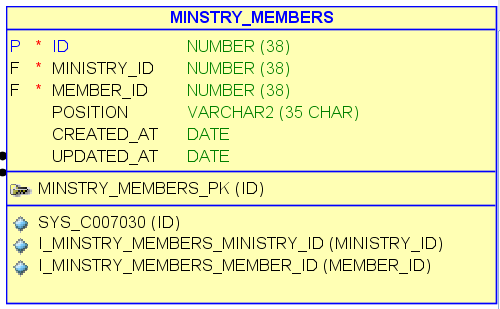 MINSTRY_MEMBERS
P * ID NUMBER (38)
F * MINISTRY_ID NUMBER (38)
F * MEMBER_ID NUMBER (38)
POSITION VARCHAR2 (35 CHAR)
CREATED_AT DATE
UPDATED_AT DATE
MINSTRY_MEMBERS_PK (ID)
SYS_C007030 (ID)
I_MINSTRY_MEMBERS_MINISTRY_ID (MINISTRY_ID)
I_MINSTRY_MEMBERS_MEMBER_ID (MEMBER_ID)